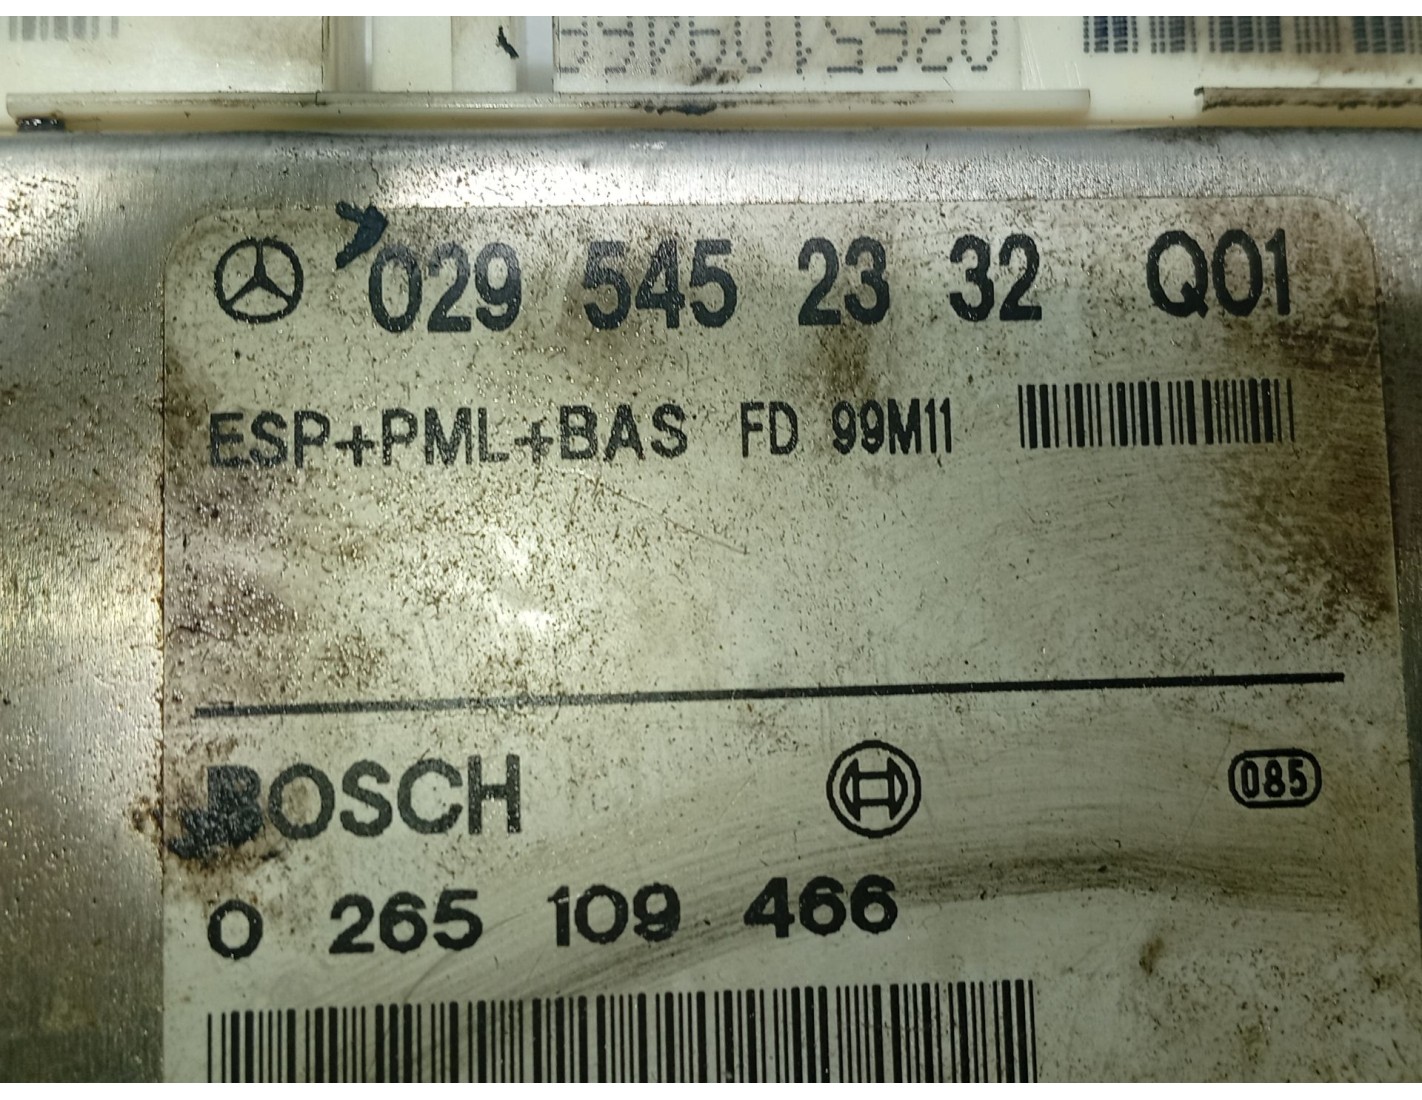 029 545 23 32 Q01
ESP+PML+BAS FD 99M11
BOSCH
085
0 265 109 466